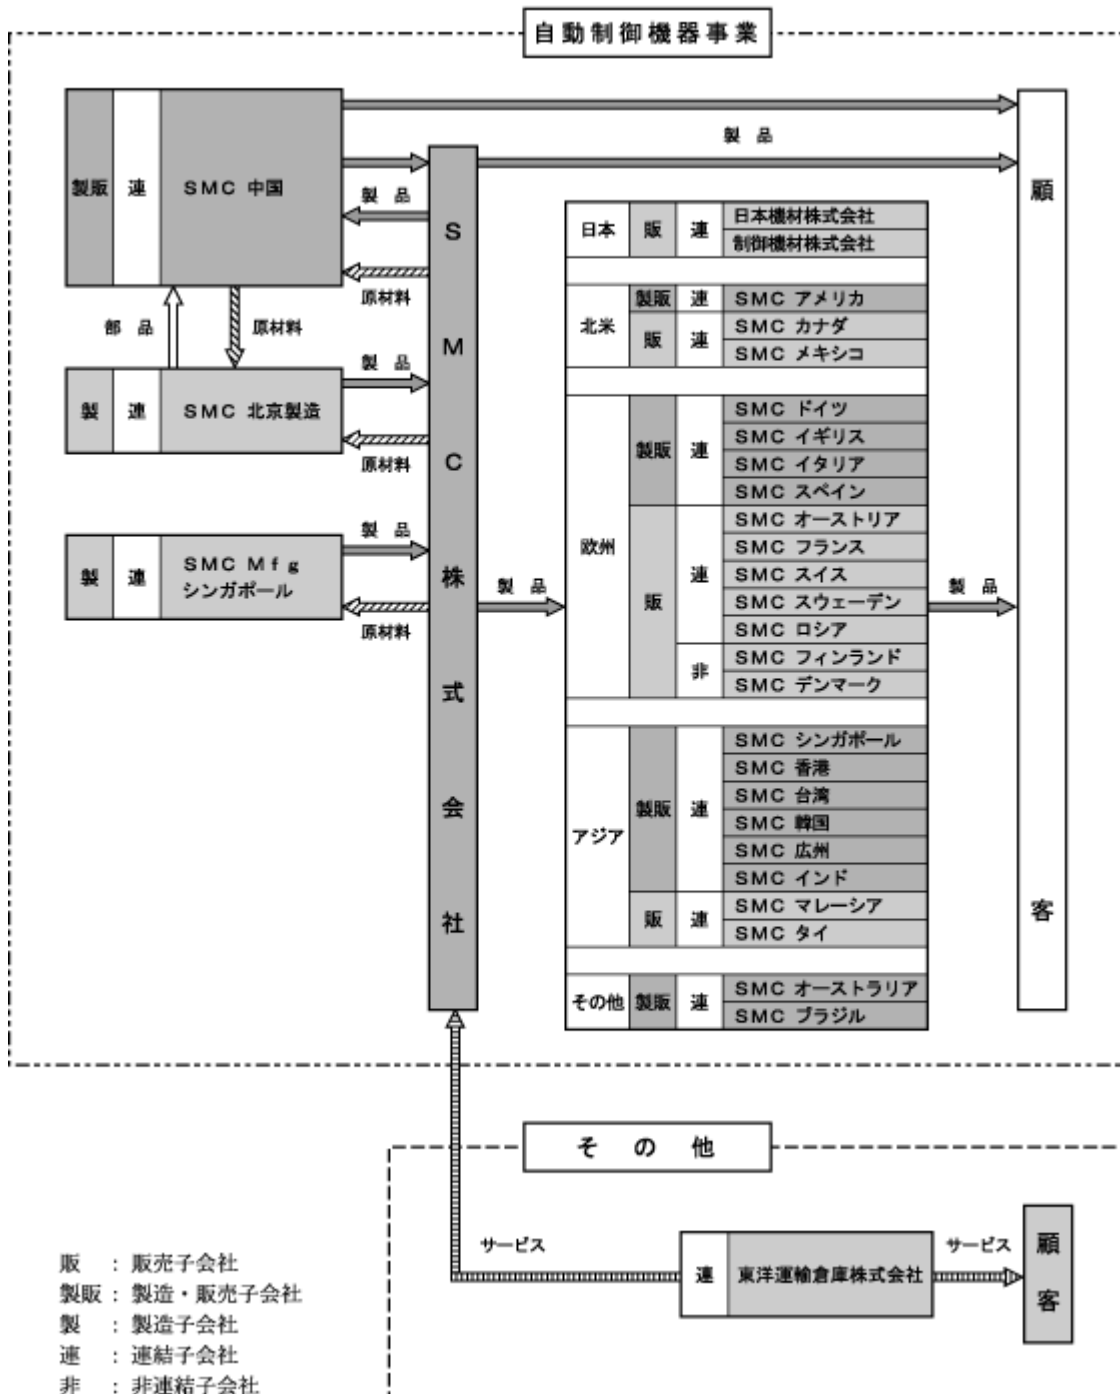 自動制御機器事業
製販 連 SMC 中国
製 品
顧客
SMC株式会社
製 品
原材料
部 品
原材料
製 連 SMC 北京製造
製 品
原材料
製 連 SMC Mfg
シンガポール
製 品
原材料
製 品
日本 販 連 日本機材株式会社
制御機材株式会社
北米 製販 連 SMC アメリカ
販 連 SMC カナダ
SMC メキシコ
欧州 製販 連 SMC ドイツ
SMC イギリス
SMC イタリア
SMC スペイン
販 連 SMC オーストリア
SMC フランス
SMC スイス
SMC スウェーデン
SMC ロシア
非 SMC フィンランド
SMC デンマーク
アジア 製販 連 SMC シンガポール
SMC 香港
SMC 台湾
SMC 韓国
SMC 広州
SMC インド
販 連 SMC マレーシア
SMC タイ
その他 製販 連 SMC オーストラリア
SMC ブラジル
製 品
その他
サービス
連 東洋運輸倉庫株式会社
サービス
顧客
販 : 販売子会社
製販 : 製造・販売子会社
製 : 製造子会社
連 : 連結子会社
非 : 非連結子会社